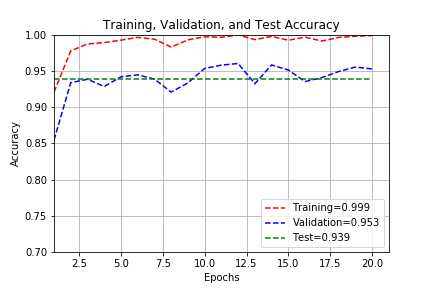 Training, Validation, and Test Accuracy
1.00
0.95
0.90
0.85
0.80
0.75
0.70
Accuracy
Training=0.999
Validation=0.953
Test=0.939
2.5 5.0 7.5 10.0 12.5 15.0 17.5 20.0
Epochs